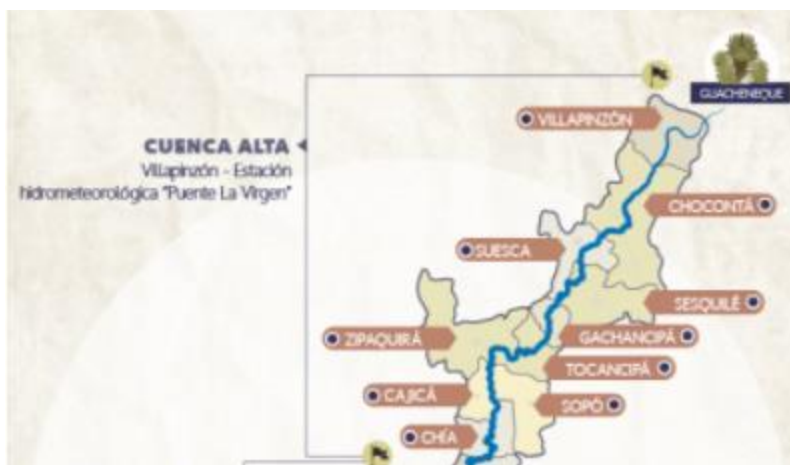 GUACHENEQUE
VILLAPINZÓN
CUENCA ALTA
Villapinzón - Estación
hidrometeorológica "Puente La Virgen"
CHOCONTÁ
SUESCA
SESQUILÉ
ZIPAQUIRÁ
GACHANCIPÁ
TOCANCIPÁ
CAJICÁ
SOPÓ
CHÍA